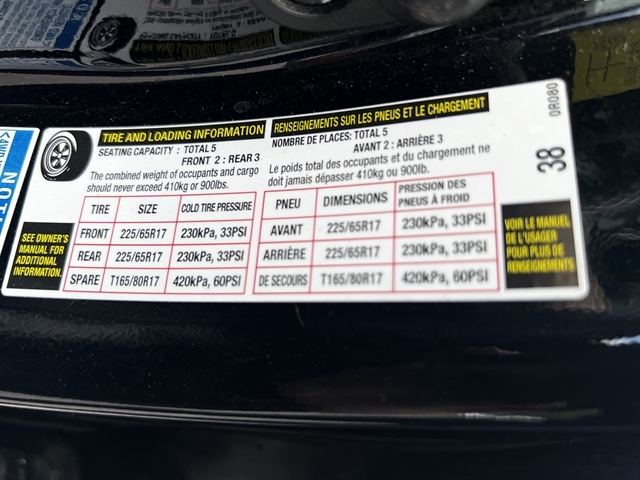 TIRE AND LOADING INFORMATION
SEATING CAPACITY : TOTAL 5
FRONT 2 : REAR 3
The combined weight of occupants and cargo
should never exceed 410kg or 900lbs.
TIRE SIZE COLD TIRE PRESSURE
FRONT 225/65R17 230kPa, 33PSI
REAR 225/65R17 230kPa, 33PSI
SPARE T165/80R17 420kPa, 60PSI
SEE OWNER'S
MANUAL FOR
ADDITIONAL
INFORMATION.
RENSEIGNEMENTS SUR LES PNEUS ET LE CHARGEMENT
NOMBRE DE PLACES: TOTAL 5
AVANT 2 : ARRIÈRE 3
Le poids total des occupants et du chargement ne
doit jamais dépasser 410kg ou 900lb.
PNEU DIMENSIONS PRESSION DES
PNEUS À FROID
AVANT 225/65R17 230kPa, 33PSI
ARRIÈRE 225/65R17 230kPa, 33PSI
DE SECOURS T165/80R17 420kPa, 60PSI
VOIR LE MANUEL
DE L'USAGER
POUR PLUS DE
RENSEIGNEMENTS
38
0R080